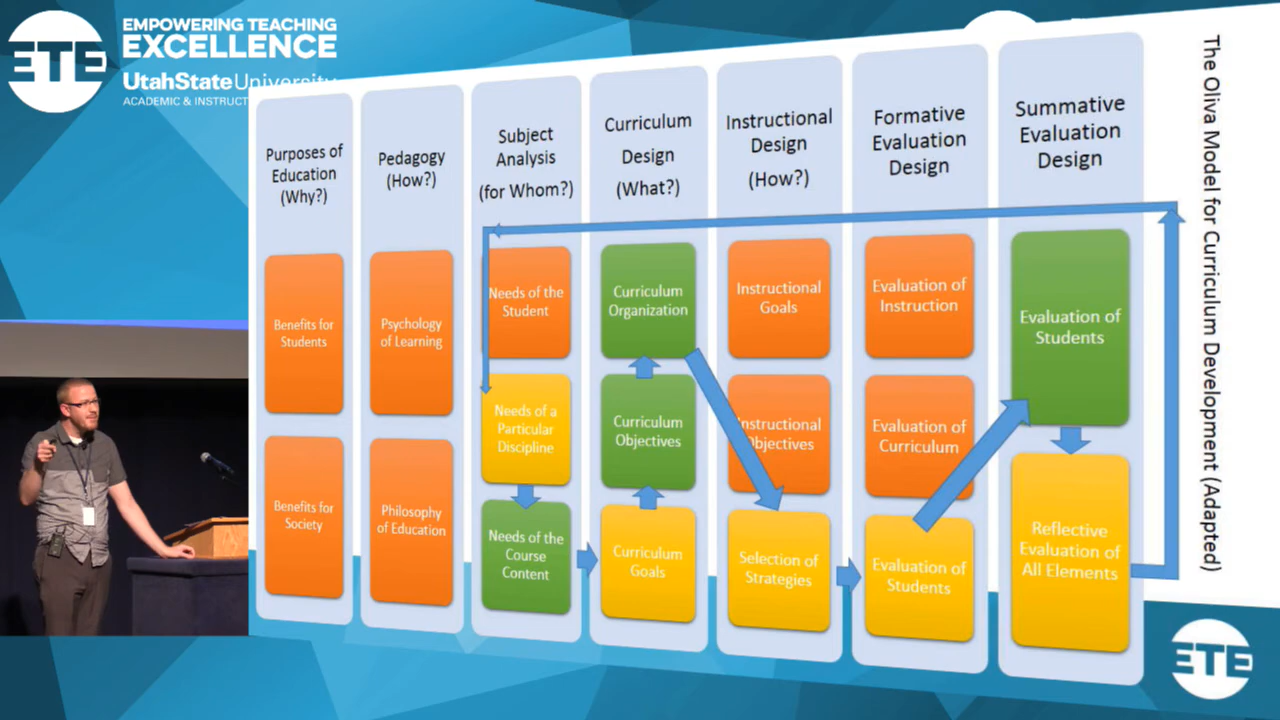 ETE
EMPOWERING TEACHING
EXCELLENCE
UtahState University
ACADEMIC & INSTRUCT
Purposes of
Education
(Why?)
Benefits for
Students
Benefits for
Society
Pedagogy
(How?)
Psychology
of Learning
Philosophy
of Education
Subject
Analysis
(for Whom?)
Needs of the
Student
Needs of a
Particular
Discipline
Needs of the
Course
Content
Curriculum
Design
(What?)
Curriculum
Organization
Curriculum
Objectives
Curriculum
Goals
Instructional
Design
(How?)
Instructional
Goals
Instructional
Objectives
Selection of
Strategies
Formative
Evaluation
Design
Evaluation of
Instruction
Evaluation of
Curriculum
Evaluation of
Students
Summative
Evaluation
Design
Evaluation of
Students
Reflective
Evaluation of
All Elements
The Oliva Model for Curriculum Development (Adapted)
ETE